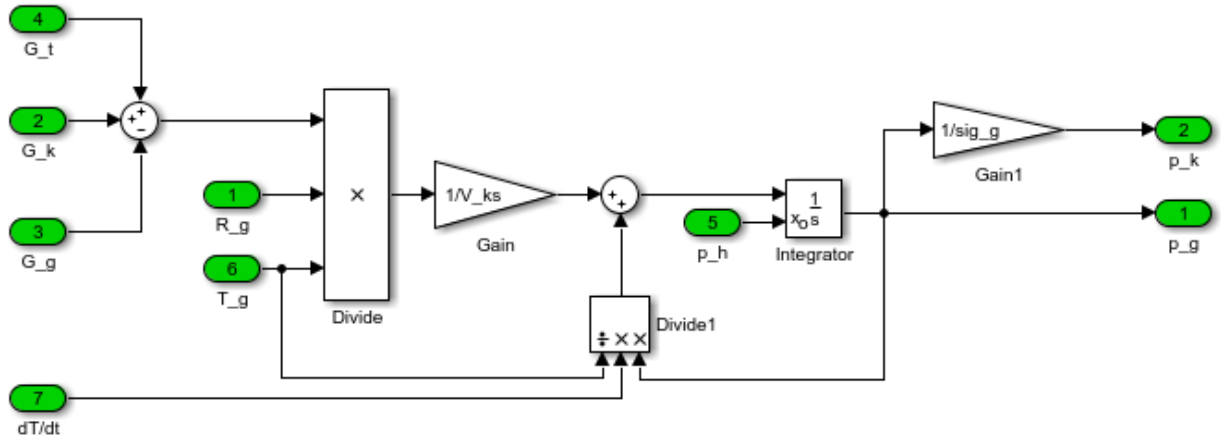 4
G_t
2
G_k
3
G_g
+
+
−
1
R_g
6
T_g
×
Divide
1/V_ks
Gain
+
+
5
p_h
1
x₀ s
Integrator
÷ × ×
Divide1
7
dT/dt
1/sig_g
Gain1
2
p_k
1
p_g